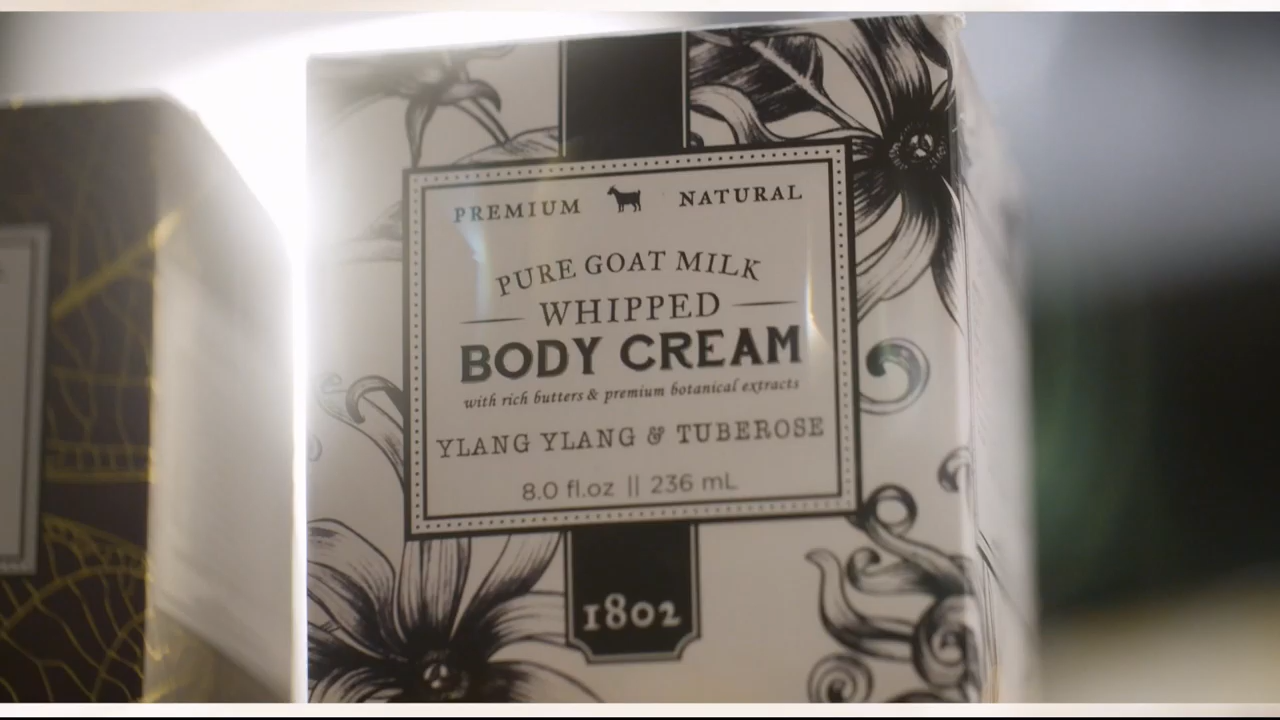 PREMIUM NATURAL
PURE GOAT MILK
WHIPPED
BODY CREAM
with rich butters & premium botanical extracts
YLANG YLANG & TUBEROSE
8.0 fl.oz || 236 mL
1802